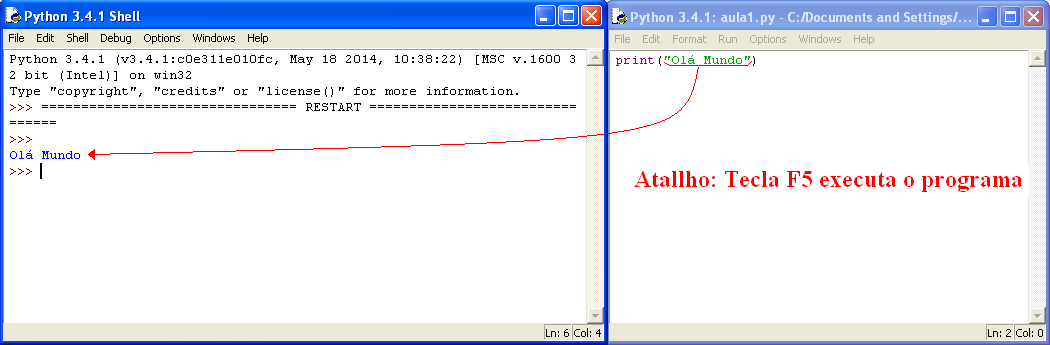 Python 3.4.1 Shell
File Edit Shell Debug Options Windows Help
Python 3.4.1 (v3.4.1:c0e311e010fc, May 18 2014, 10:38:22) [MSC v.1600 3
2 bit (Intel)] on win32
Type "copyright", "credits" or "license()" for more information.
>>> ================================ RESTART ==========================
======
>>>
Olá Mundo
>>>
Ln: 6 Col: 4
Python 3.4.1: aula1.py - C:/Documents and Settings/...
File Edit Format Run Options Windows Help
print("Olá Mundo")
Atallho: Tecla F5 executa o programa
Ln: 2 Col: 0